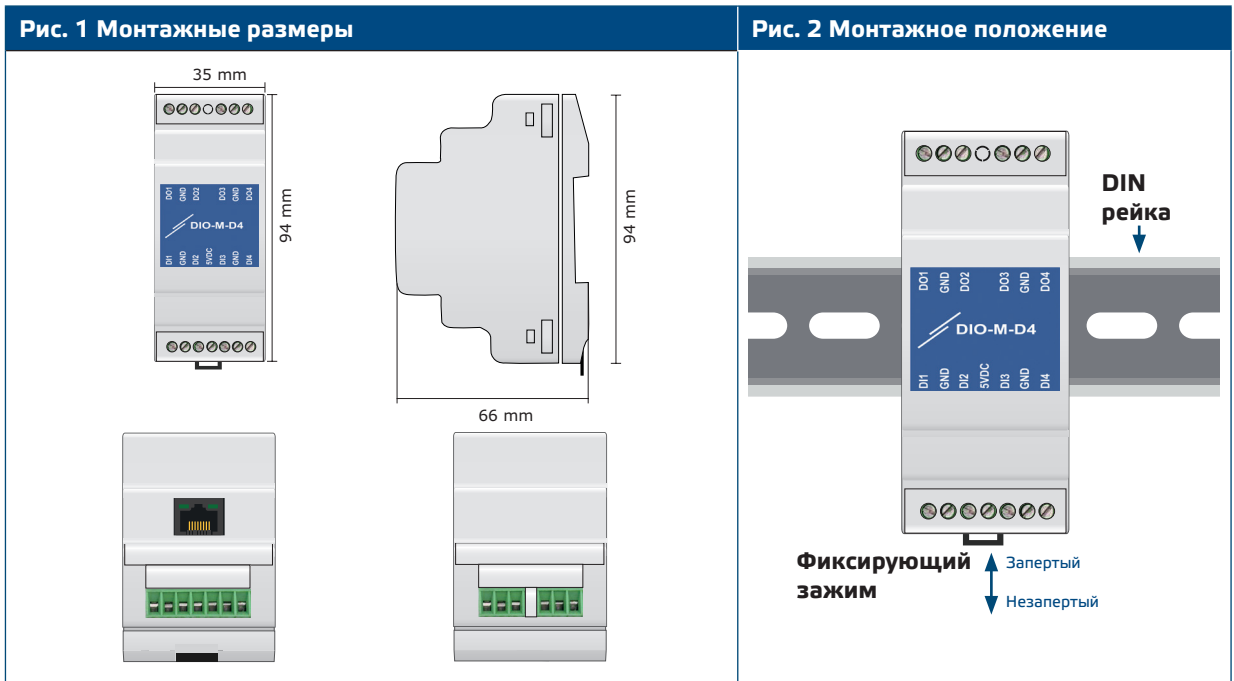 Рис. 1 Монтажные размеры
Рис. 2 Монтажное положение
35 mm
DO1 GND DO2 DO3 GND DO4
DIO-M-D4
DI1 GND DI2 5VDC DI3 GND DI4
94 mm
94 mm
66 mm
DIN
рейка
DO1 GND DO2 DO3 GND DO4
DIO-M-D4
DI1 GND DI2 5VDC DI3 GND DI4
Фиксирующий
зажим
Запертый
Незапертый